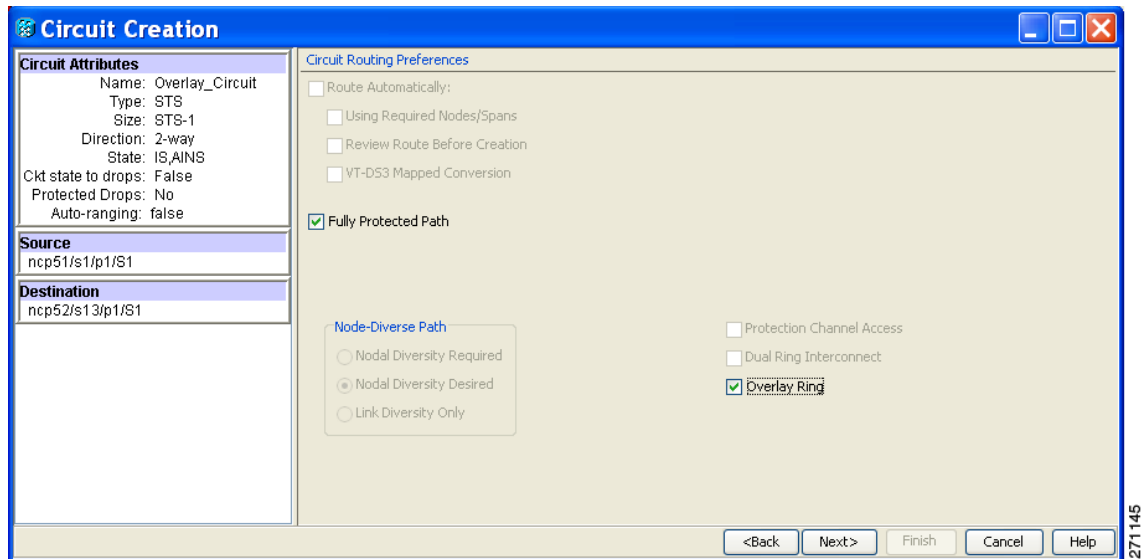 Circuit Creation
Circuit Attributes
Name: Overlay_Circuit
Type: STS
Size: STS-1
Direction: 2-way
State: IS,AINS
Ckt state to drops: False
Protected Drops: No
Auto-ranging: false
Source
ncp51/s1/p1/S1
Destination
ncp52/s13/p1/S1
Circuit Routing Preferences
Route Automatically:
Using Required Nodes/Spans
Review Route Before Creation
VT-DS3 Mapped Conversion
Fully Protected Path
Node-Diverse Path
Nodal Diversity Required
Nodal Diversity Desired
Link Diversity Only
Protection Channel Access
Dual Ring Interconnect
Overlay Ring
<Back
Next>
Finish
Cancel
Help
271145